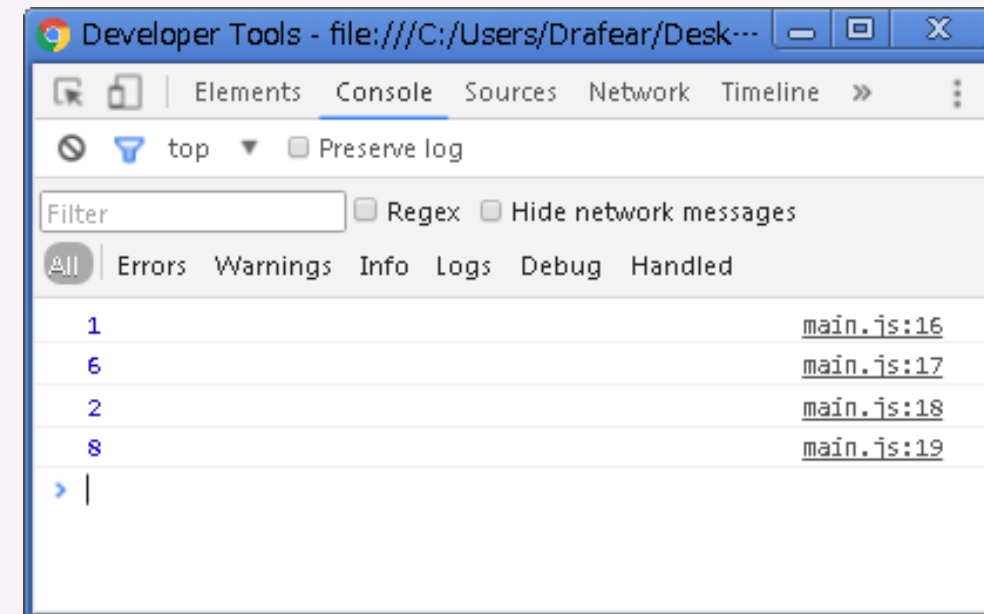 Developer Tools - file:///C:/Users/Drafear/Desk...
Elements Console Sources Network Timeline »
top ▼ Preserve log
Filter Regex Hide network messages
All Errors Warnings Info Logs Debug Handled
1 main.js:16
6 main.js:17
2 main.js:18
8 main.js:19
>